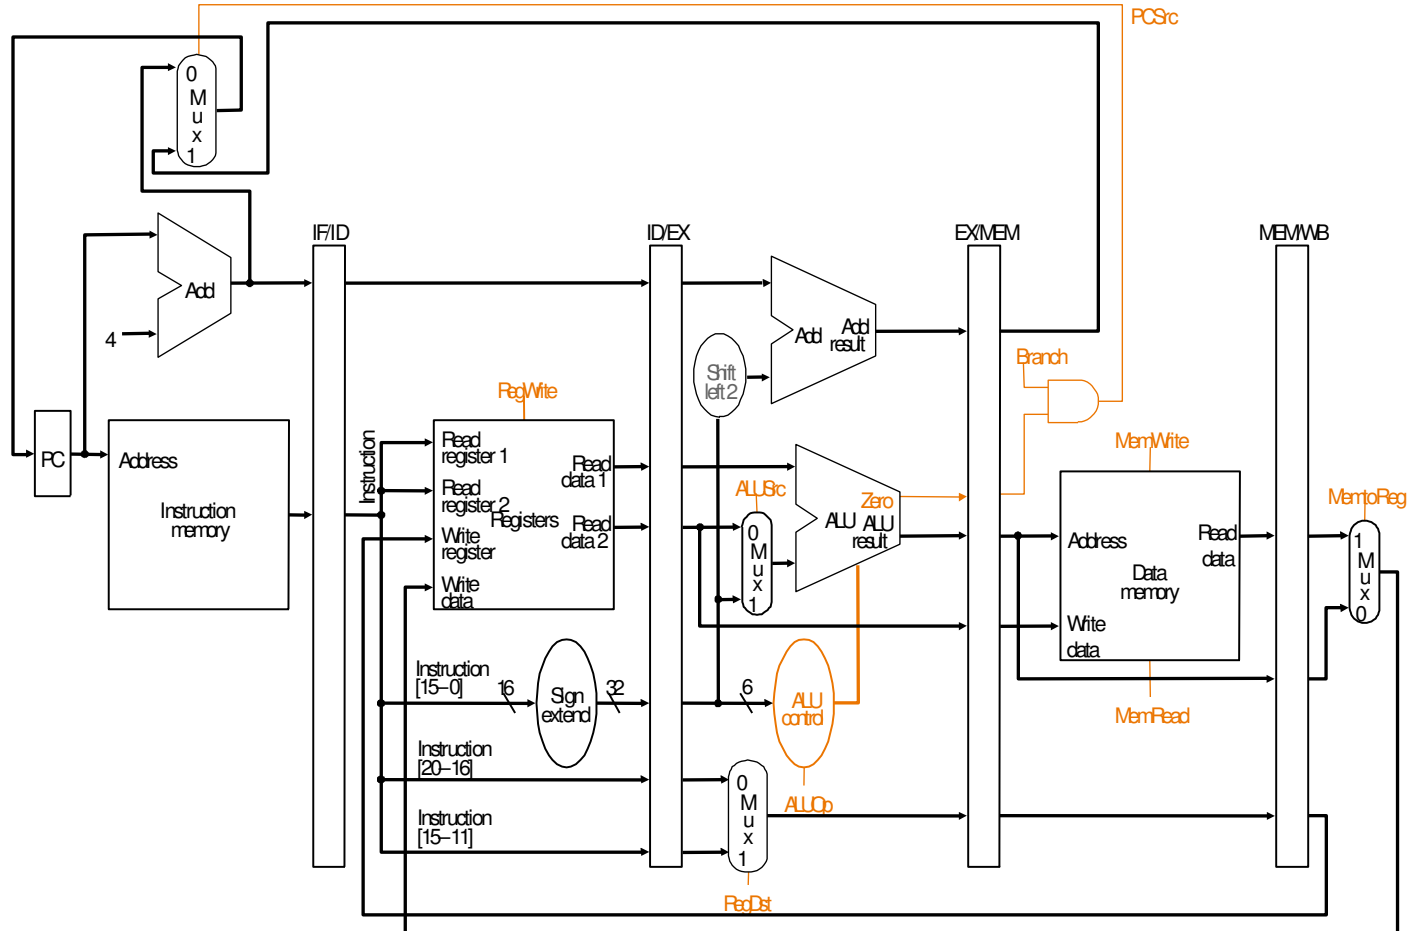 PCSrc
0
M
u
x
1
IF/ID
ID/EX
EX/MEM
MEM/WB
Add
4
Add
Add
result
Shift
left 2
Branch
RegWrite
PC
Address
Instruction
memory
Instruction
Read
register 1
Read
register 2
Write
register
Write
data
Registers
Read
data 1
Read
data 2
ALUSrc
0
M
u
x
1
Zero
ALU
ALU
result
MemWrite
Address
Read
data
Data
memory
Write
data
MemRead
MemtoReg
1
M
u
x
0
Instruction
[15–0]
16
Sign
extend
32
6
ALU
control
ALUOp
Instruction
[20–16]
Instruction
[15–11]
0
M
u
x
1
RegDst